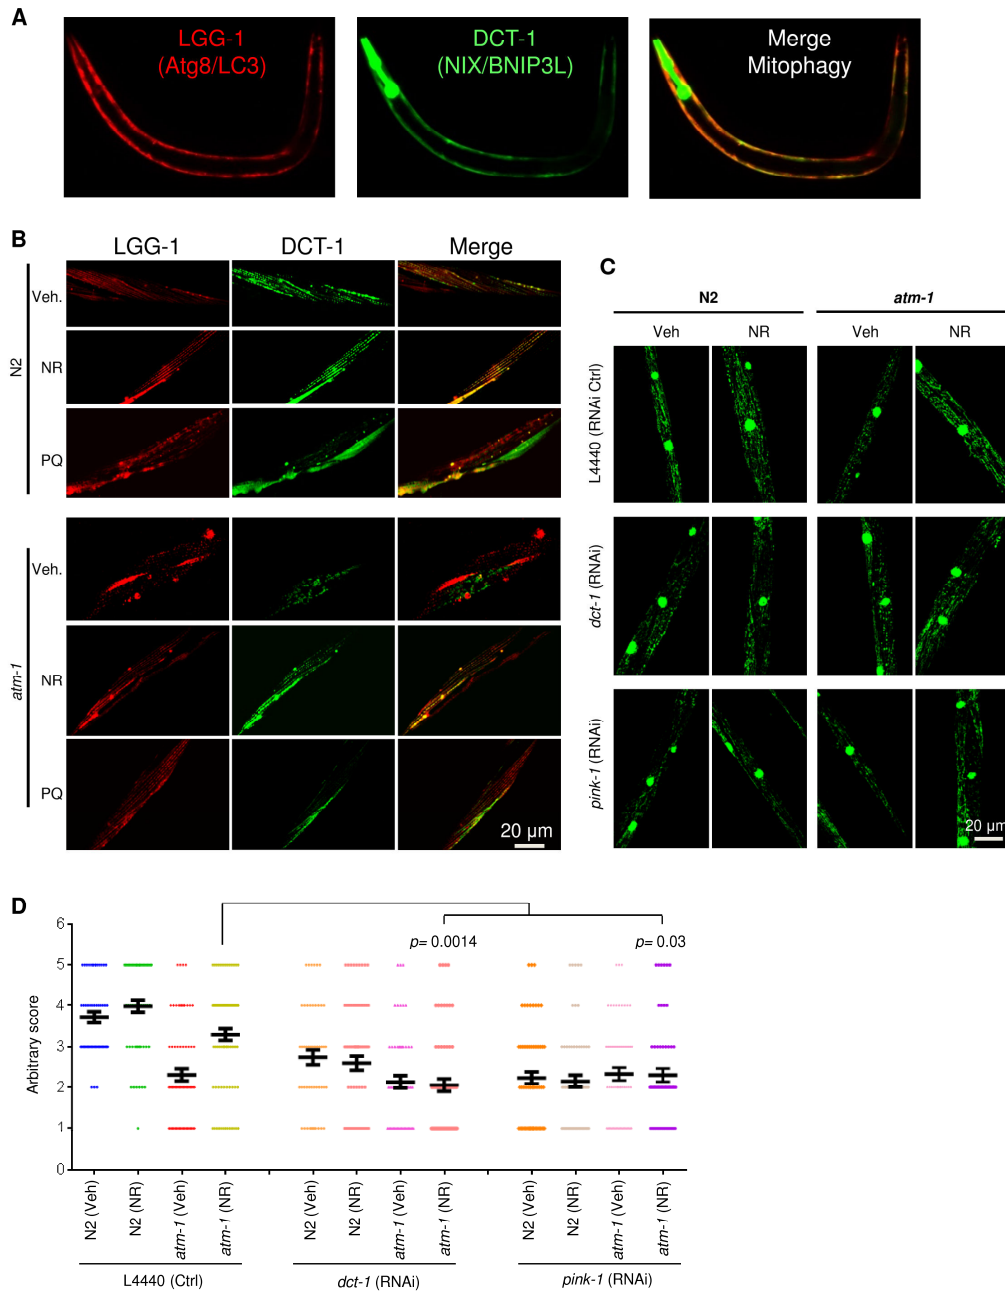 A
LGG-1
(Atg8/LC3)
DCT-1
(NIX/BNIP3L)
Merge
Mitophagy
B
LGG-1
DCT-1
Merge
N2
Veh.
NR
PQ
atm-1
Veh.
NR
PQ
20 µm
C
N2
atm-1
Veh
NR
Veh
NR
L4440 (RNAi Ctrl)
dct-1 (RNAi)
pink-1 (RNAi)
20 µm
D
p= 0.0014
p= 0.03
Arbitrary score
6
5
4
3
2
1
0
N2 (Veh)
N2 (NR)
atm-1 (Veh)
atm-1 (NR)
N2 (Veh)
N2 (NR)
atm-1 (Veh)
atm-1 (NR)
N2 (Veh)
N2 (NR)
atm-1 (Veh)
atm-1 (NR)
L4440 (Ctrl)
dct-1 (RNAi)
pink-1 (RNAi)